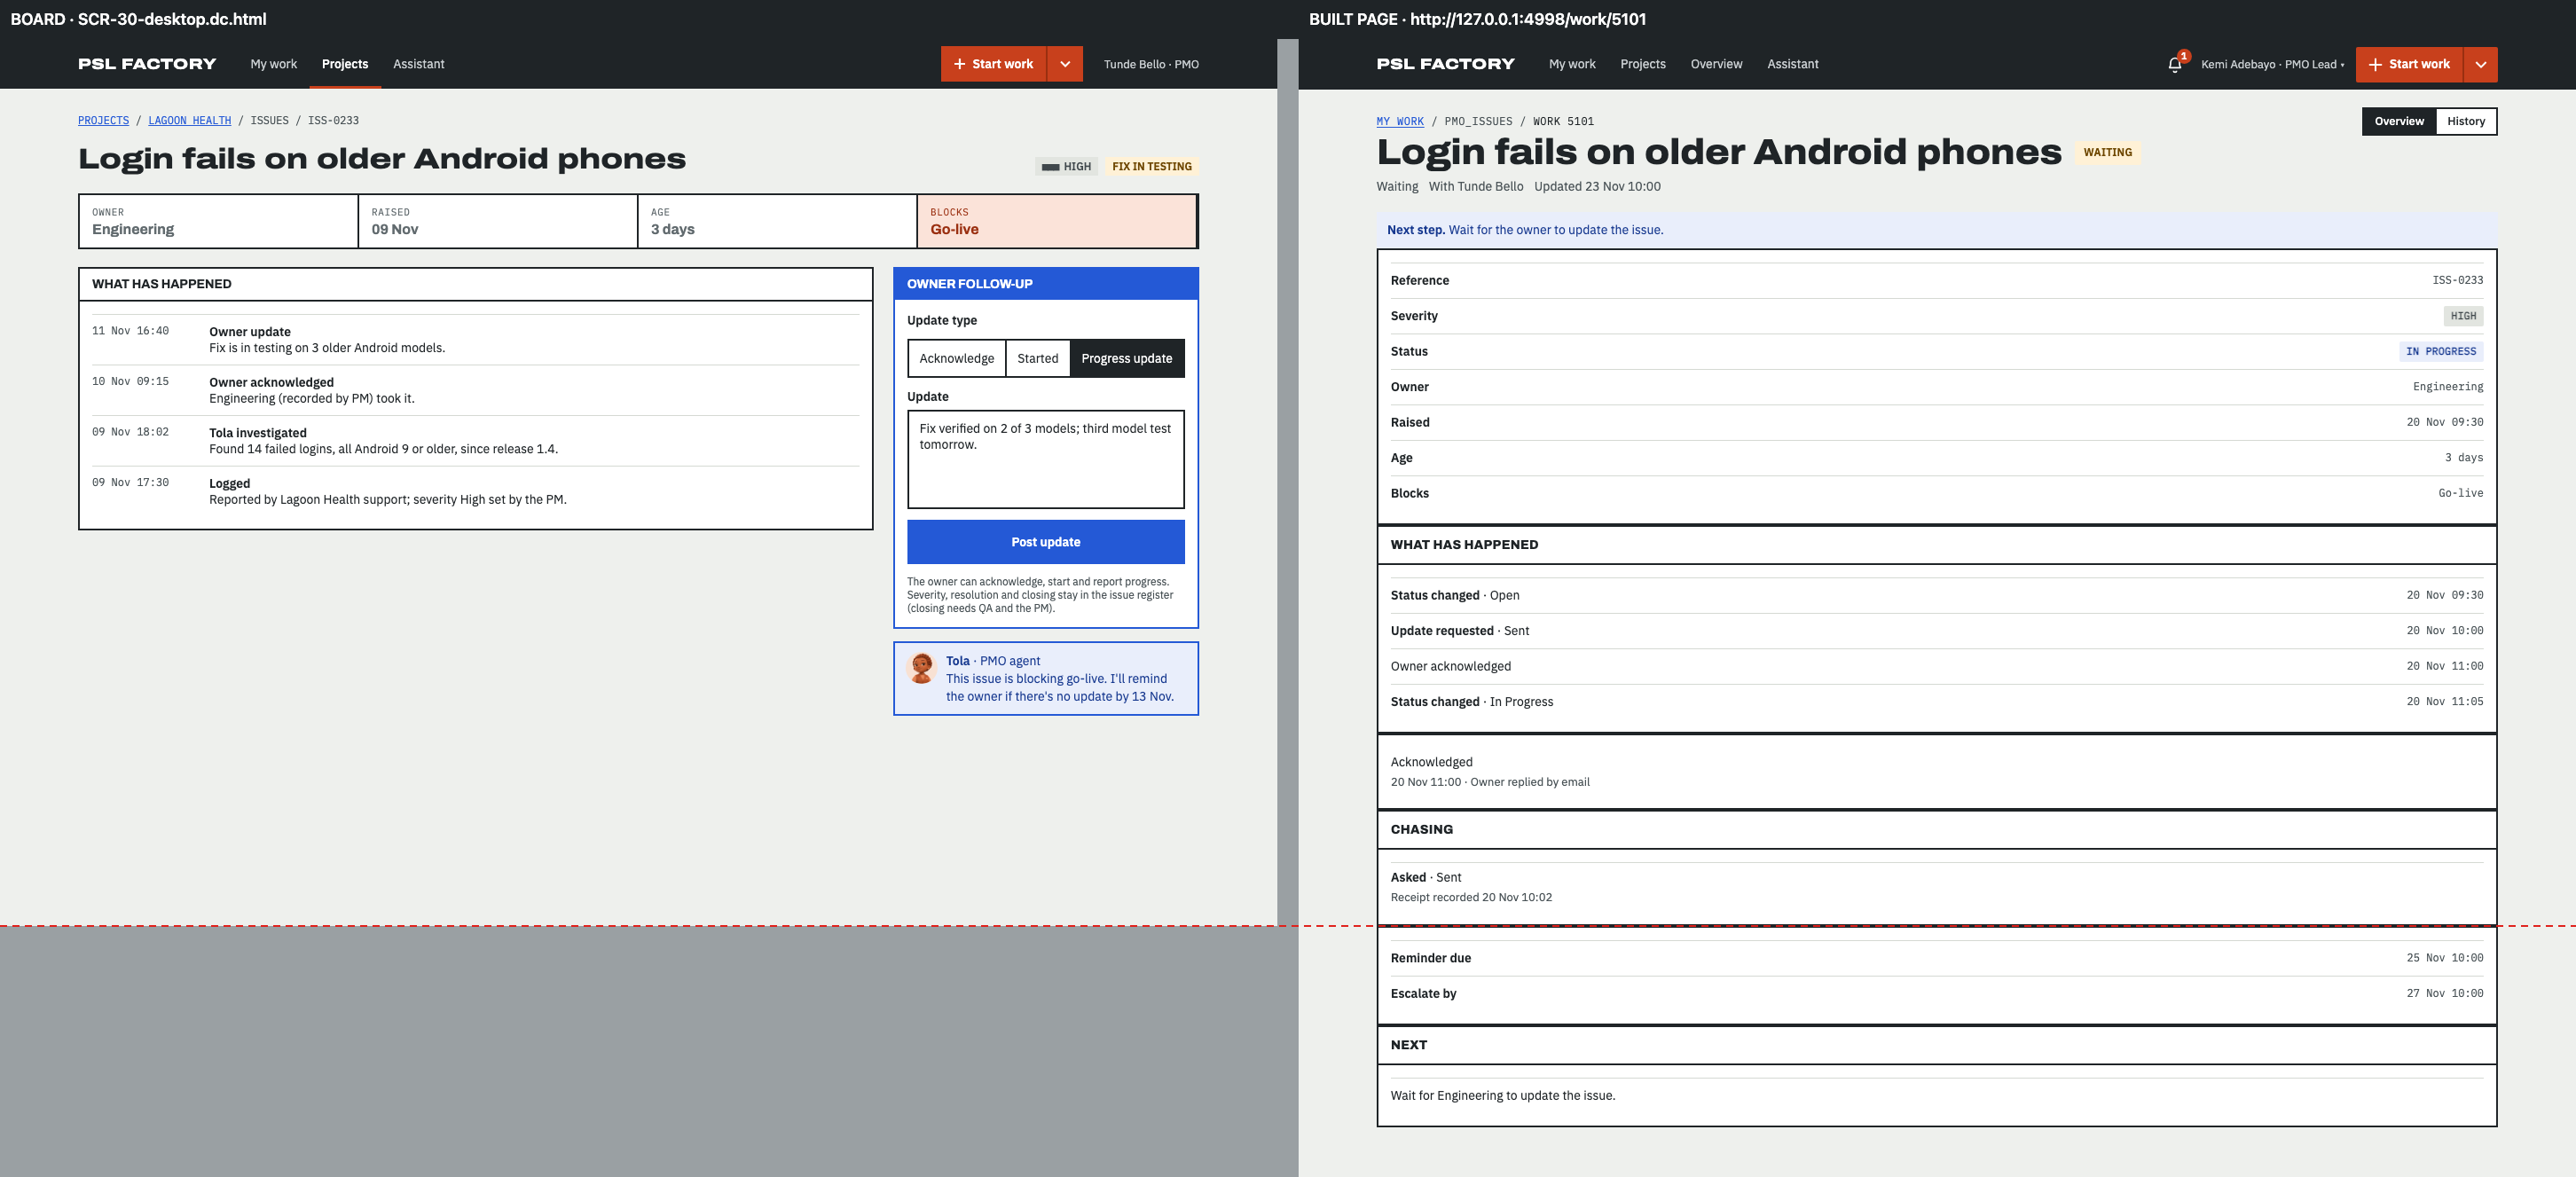 BOARD · SCR-30-desktop.dc.html
PSL FACTORY
My work
Projects
Assistant
+ Start work
Tunde Bello · PMO
PROJECTS / LAGOON HEALTH / ISSUES / ISS-0233
Login fails on older Android phones
HIGH
FIX IN TESTING
OWNER
Engineering
RAISED
09 Nov
AGE
3 days
BLOCKS
Go-live
WHAT HAS HAPPENED
11 Nov 16:40
Owner update
Fix is in testing on 3 older Android models.
10 Nov 09:15
Owner acknowledged
Engineering (recorded by PM) took it.
09 Nov 18:02
Tola investigated
Found 14 failed logins, all Android 9 or older, since release 1.4.
09 Nov 17:30
Logged
Reported by Lagoon Health support; severity High set by the PM.
OWNER FOLLOW-UP
Update type
Acknowledge
Started
Progress update
Update
Fix verified on 2 of 3 models; third model test
tomorrow.
Post update
The owner can acknowledge, start and report progress.
Severity, resolution and closing stay in the issue register
(closing needs QA and the PM).
Tola · PMO agent
This issue is blocking go-live. I'll remind
the owner if there's no update by 13 Nov.
BUILT PAGE · http://127.0.0.1:4998/work/5101
PSL FACTORY
My work
Projects
Overview
Assistant
1
Kemi Adebayo · PMO Lead ▾
+ Start work
MY WORK / PMO_ISSUES / WORK 5101
Overview
History
Login fails on older Android phones
WAITING
Waiting With Tunde Bello Updated 23 Nov 10:00
Next step. Wait for the owner to update the issue.
Reference
ISS-0233
Severity
HIGH
Status
IN PROGRESS
Owner
Engineering
Raised
20 Nov 09:30
Age
3 days
Blocks
Go-live
WHAT HAS HAPPENED
Status changed · Open
20 Nov 09:30
Update requested · Sent
20 Nov 10:00
Owner acknowledged
20 Nov 11:00
Status changed · In Progress
20 Nov 11:05
Acknowledged
20 Nov 11:00 · Owner replied by email
CHASING
Asked · Sent
Receipt recorded 20 Nov 10:02
Reminder due
25 Nov 10:00
Escalate by
27 Nov 10:00
NEXT
Wait for Engineering to update the issue.